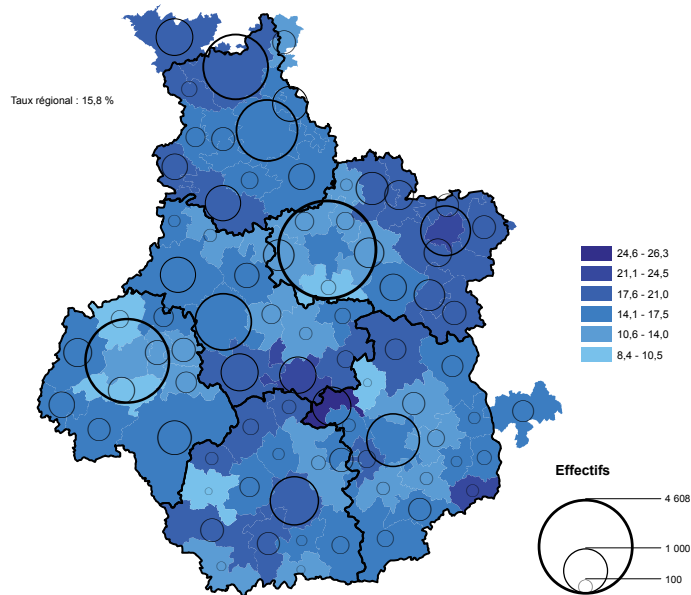 Taux régional : 15,8 %
24,6 - 26,3
21,1 - 24,5
17,6 - 21,0
14,1 - 17,5
10,6 - 14,0
8,4 - 10,5
Effectifs
4 608
1 000
100